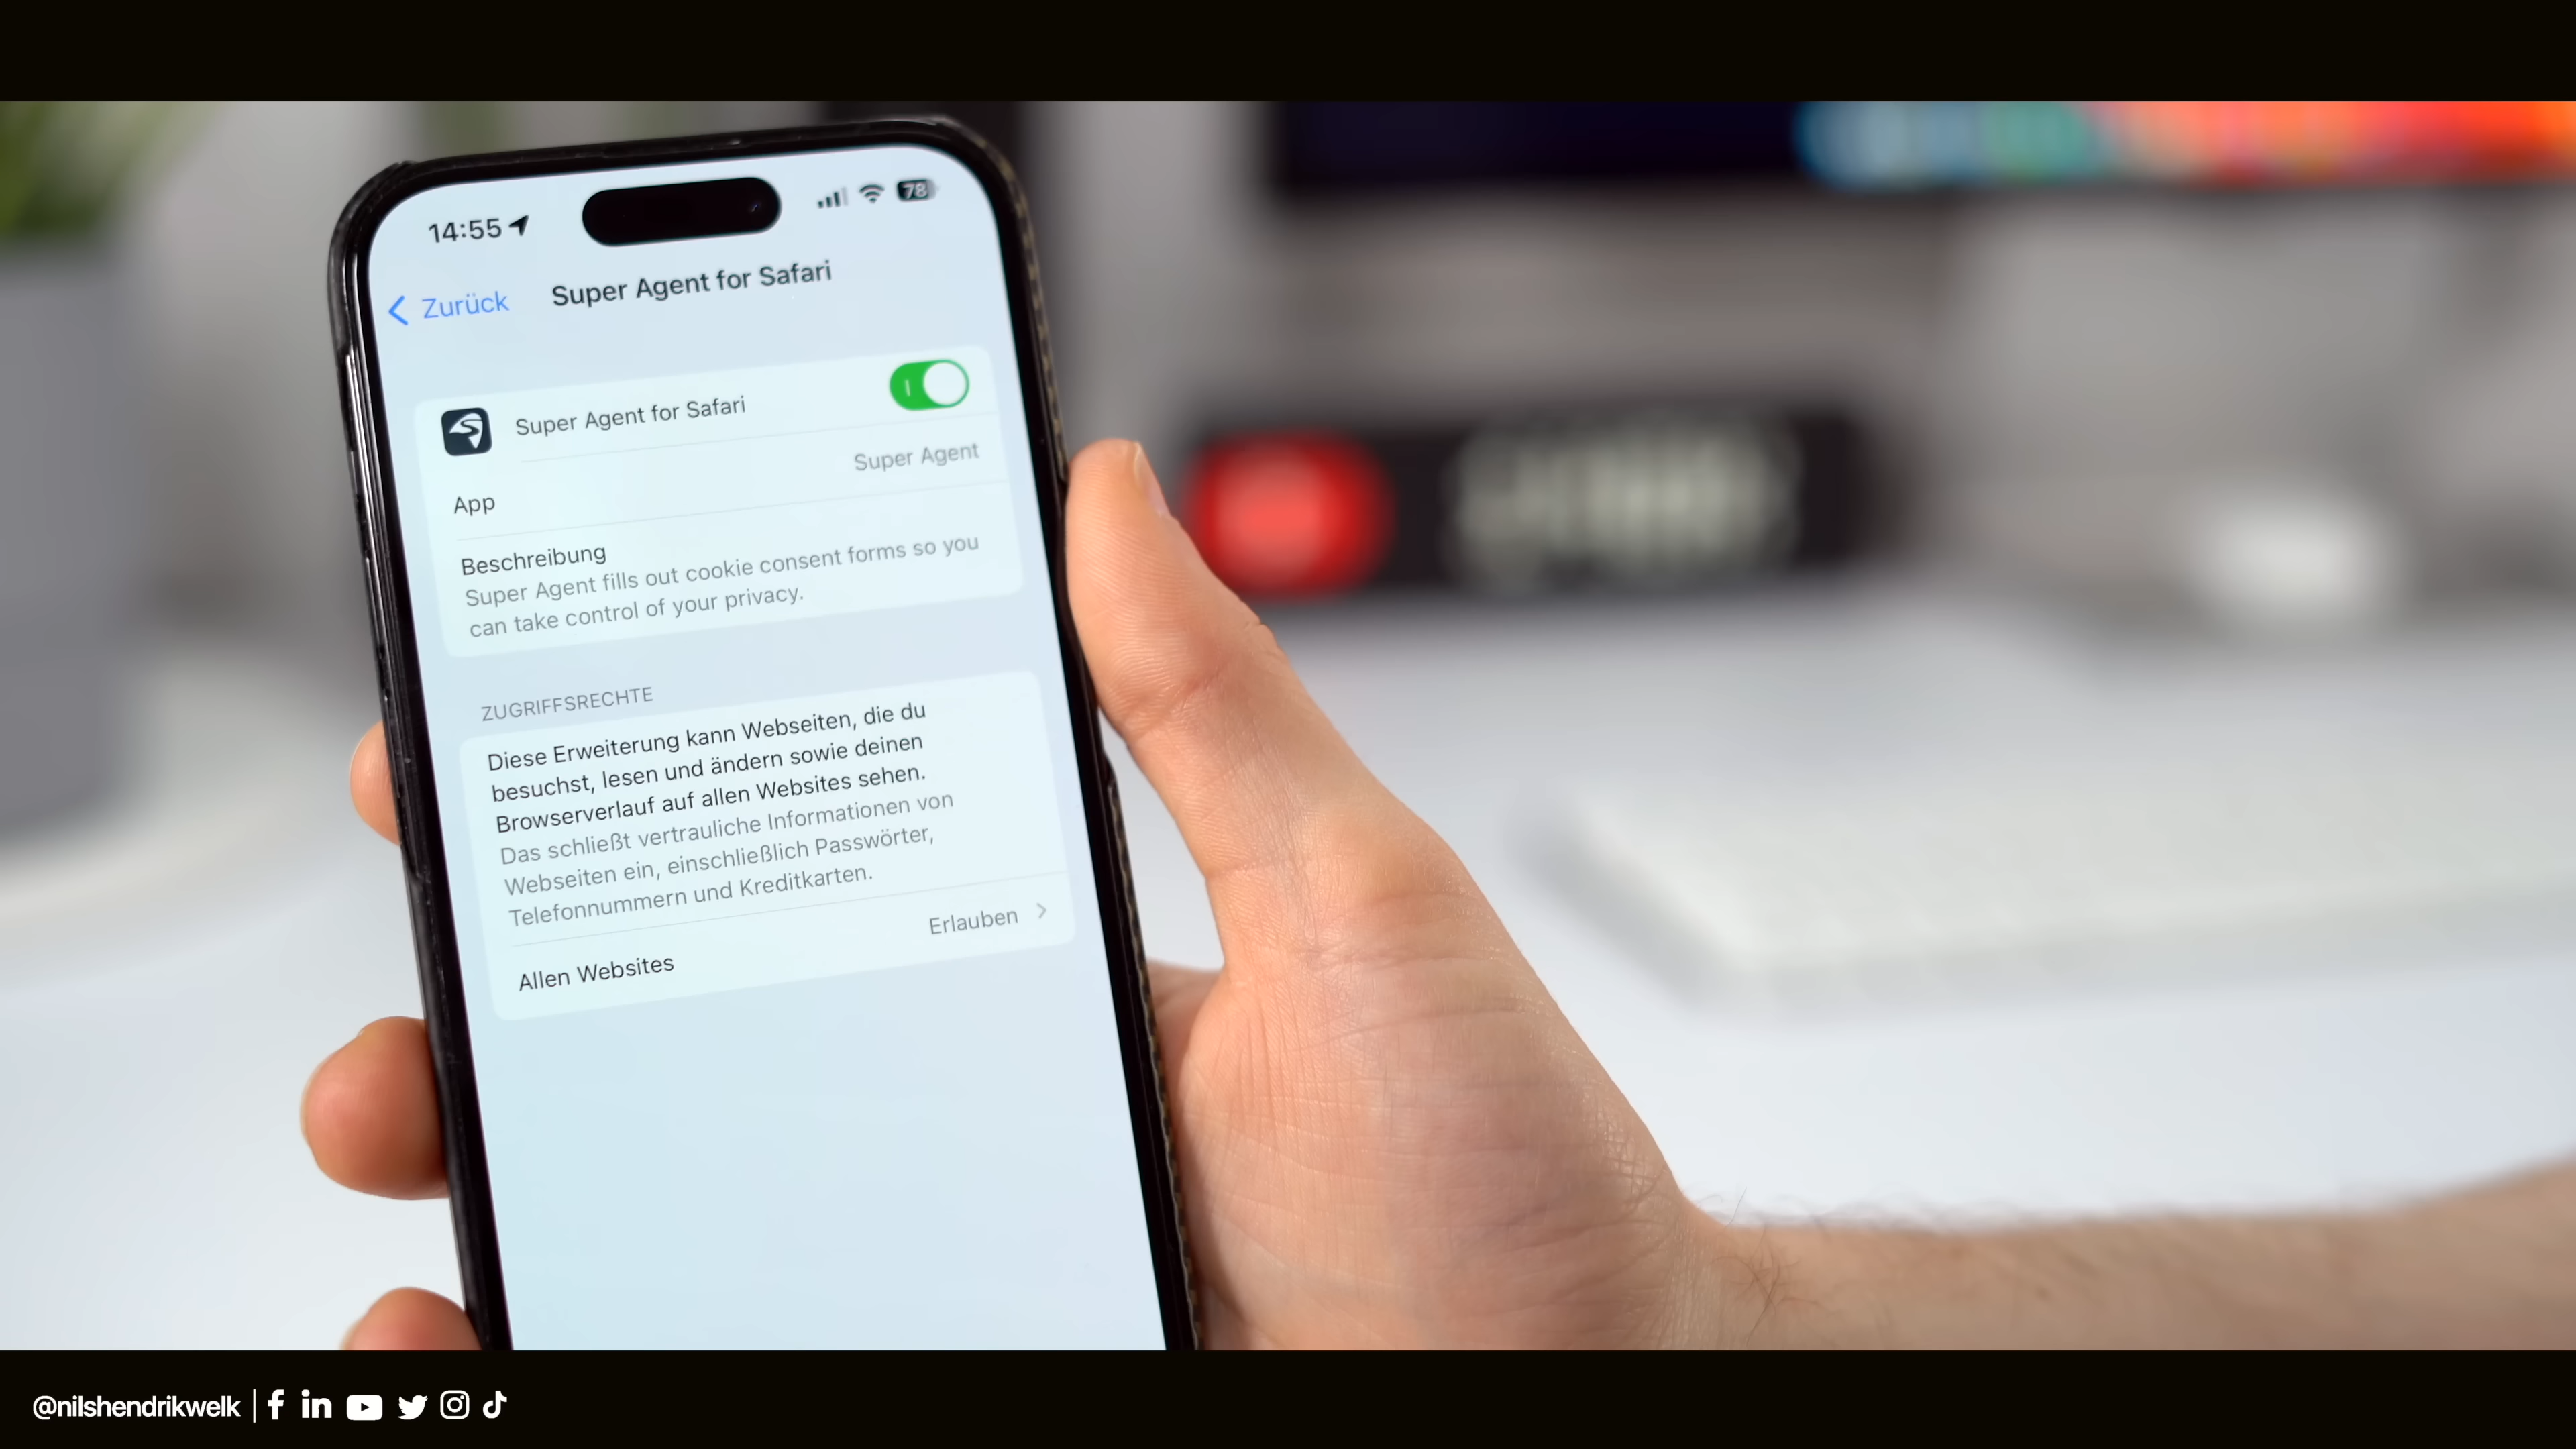 14:55
78
Zurück
Super Agent for Safari
Super Agent for Safari
App
Super Agent
Beschreibung
Super Agent fills out cookie consent forms so you
can take control of your privacy.
ZUGRIFFSRECHTE
Diese Erweiterung kann Webseiten, die du
besuchst, lesen und ändern sowie deinen
Browserverlauf auf allen Websites sehen.
Das schließt vertrauliche Informationen von
Webseiten ein, einschließlich Passwörter,
Telefonnummern und Kreditkarten.
Allen Websites
Erlauben
@nilshendrikwelk